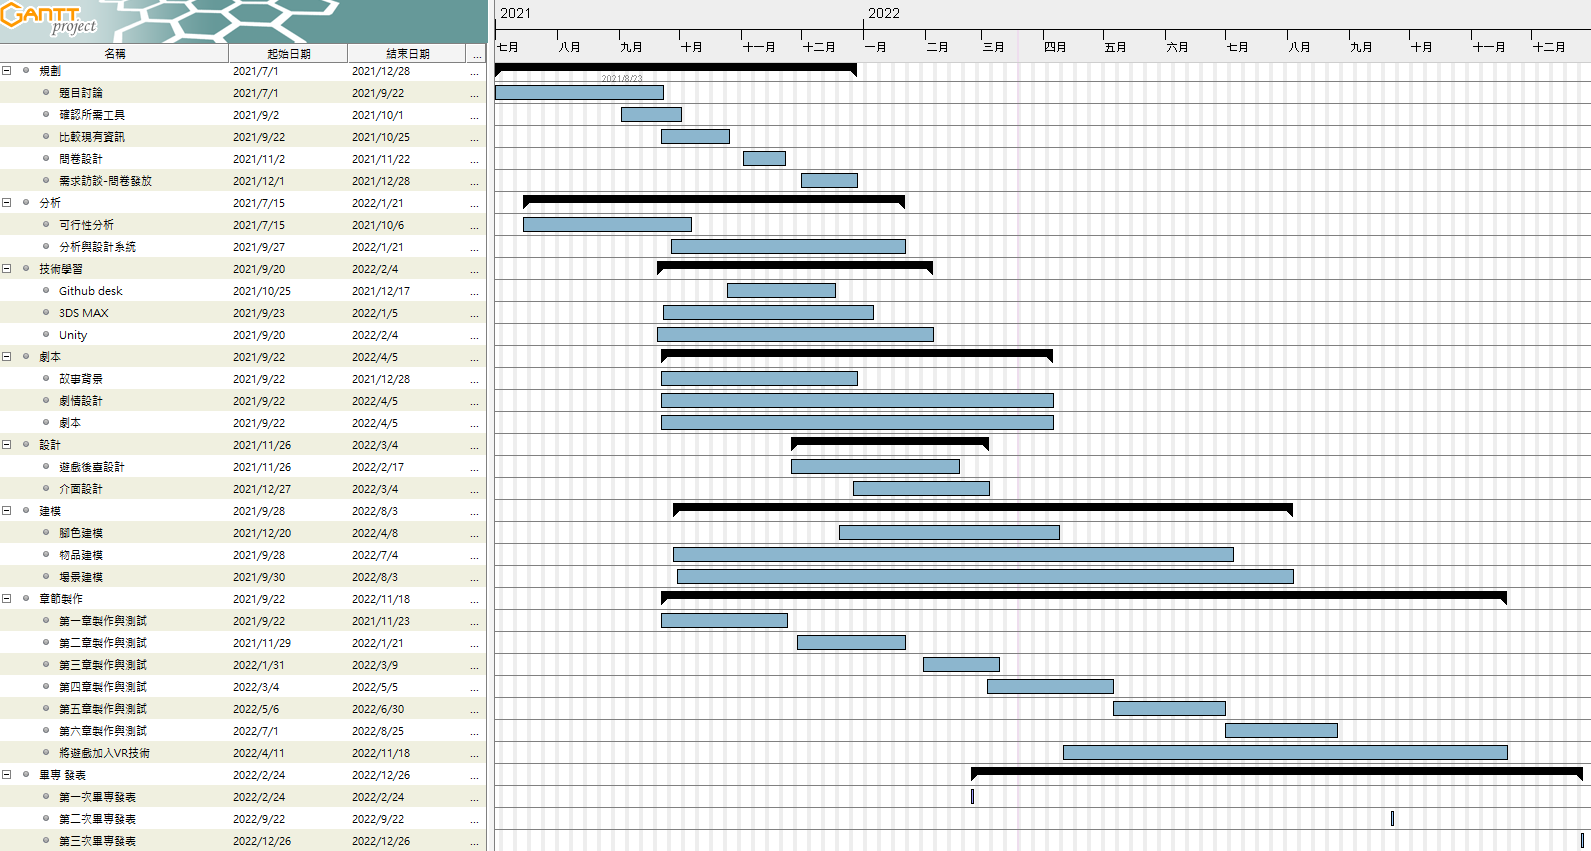 GANTT
project
2021 2022
名稱 起始日期 結束日期 ... 七月 八月 九月 十月 十一月 十二月 一月 二月 三月 四月 五月 六月 七月 八月 九月 十月 十一月 十二月
規劃 2021/7/1 2021/12/28 ...
2021/8/23
題目討論 2021/7/1 2021/9/22 ...
確認所需工具 2021/9/2 2021/10/1 ...
比較現有資訊 2021/9/22 2021/10/25 ...
問卷設計 2021/11/2 2021/11/22 ...
需求訪談-問卷發放 2021/12/1 2021/12/28 ...
分析 2021/7/15 2022/1/21 ...
可行性分析 2021/7/15 2021/10/6 ...
分析與設計系統 2021/9/27 2022/1/21 ...
技術學習 2021/9/20 2022/2/4 ...
Github desk 2021/10/25 2021/12/17 ...
3DS MAX 2021/9/23 2022/1/5 ...
Unity 2021/9/20 2022/2/4 ...
劇本 2021/9/22 2022/4/5 ...
故事背景 2021/9/22 2021/12/28 ...
劇情設計 2021/9/22 2022/4/5 ...
劇本 2021/9/22 2022/4/5 ...
設計 2021/11/26 2022/3/4 ...
遊戲後臺設計 2021/11/26 2022/2/17 ...
介面設計 2021/12/27 2022/3/4 ...
建模 2021/9/28 2022/8/3 ...
腳色建模 2021/12/20 2022/4/8 ...
物品建模 2021/9/28 2022/7/4 ...
場景建模 2021/9/30 2022/8/3 ...
章節製作 2021/9/22 2022/11/18 ...
第一章製作與測試 2021/9/22 2021/11/23 ...
第二章製作與測試 2021/11/29 2022/1/21 ...
第三章製作與測試 2022/1/31 2022/3/9 ...
第四章製作與測試 2022/3/4 2022/5/5 ...
第五章製作與測試 2022/5/6 2022/6/30 ...
第六章製作與測試 2022/7/1 2022/8/25 ...
將遊戲加入VR技術 2022/4/11 2022/11/18 ...
畢專 發表 2022/2/24 2022/12/26 ...
第一次畢專發表 2022/2/24 2022/2/24 ...
第二次畢專發表 2022/9/22 2022/9/22 ...
第三次畢專發表 2022/12/26 2022/12/26 ...